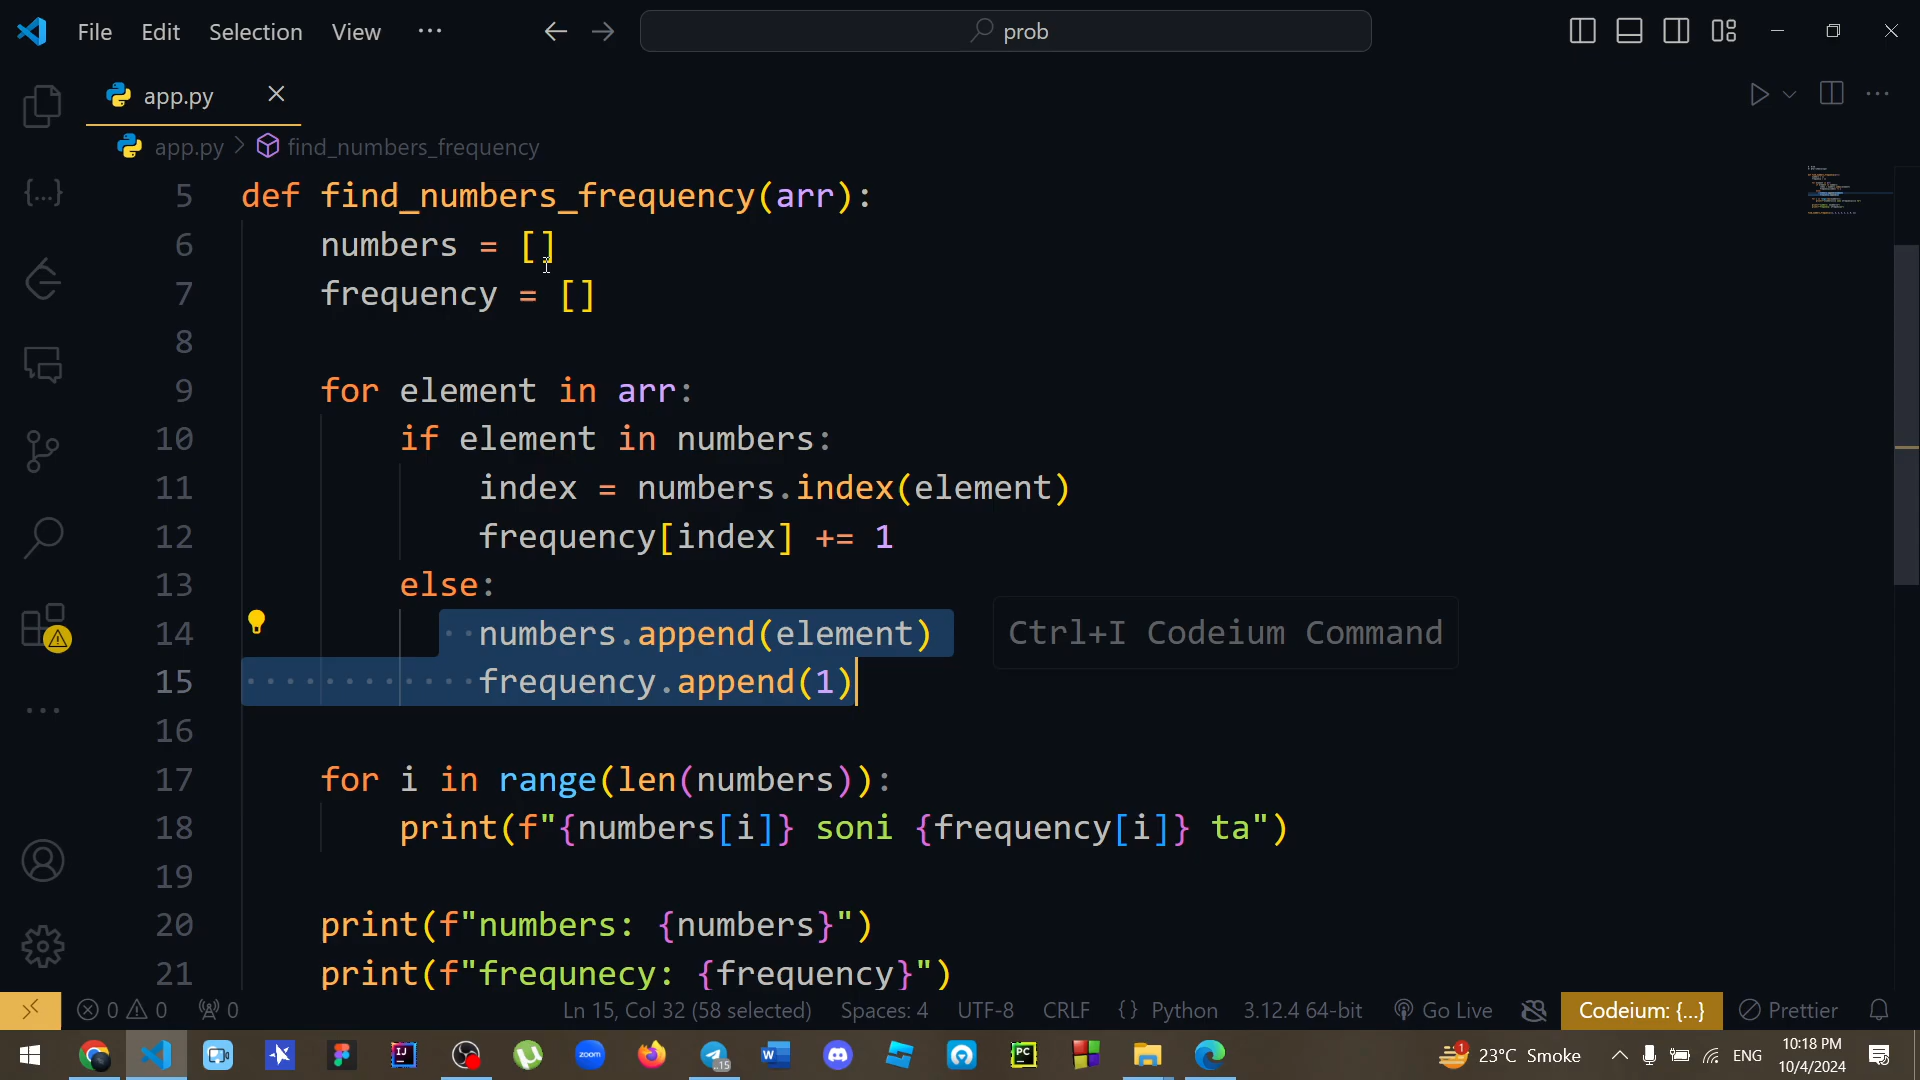 File Edit Selection View ···
prob
app.py
app.py > find_numbers_frequency
5 def find_numbers_frequency(arr):
6 numbers = []
7 frequency = []
8
9 for element in arr:
10 if element in numbers:
11 index = numbers.index(element)
12 frequency[index] += 1
13 else:
14 numbers.append(element) Ctrl+I Codeium Command
15 frequency.append(1)
16
17 for i in range(len(numbers)):
18 print(f"{numbers[i]} soni {frequency[i]} ta")
19
20 print(f"numbers: {numbers}")
21 print(f"frequnecy: {frequency}")
0 0 0 Ln 15, Col 32 (58 selected) Spaces: 4 UTF-8 CRLF {} Python 3.12.4 64-bit Go Live Codeium: {...} Prettier
IJ .15 W zoom PC 1 23°C Smoke ENG 10:18 PM
10/4/2024